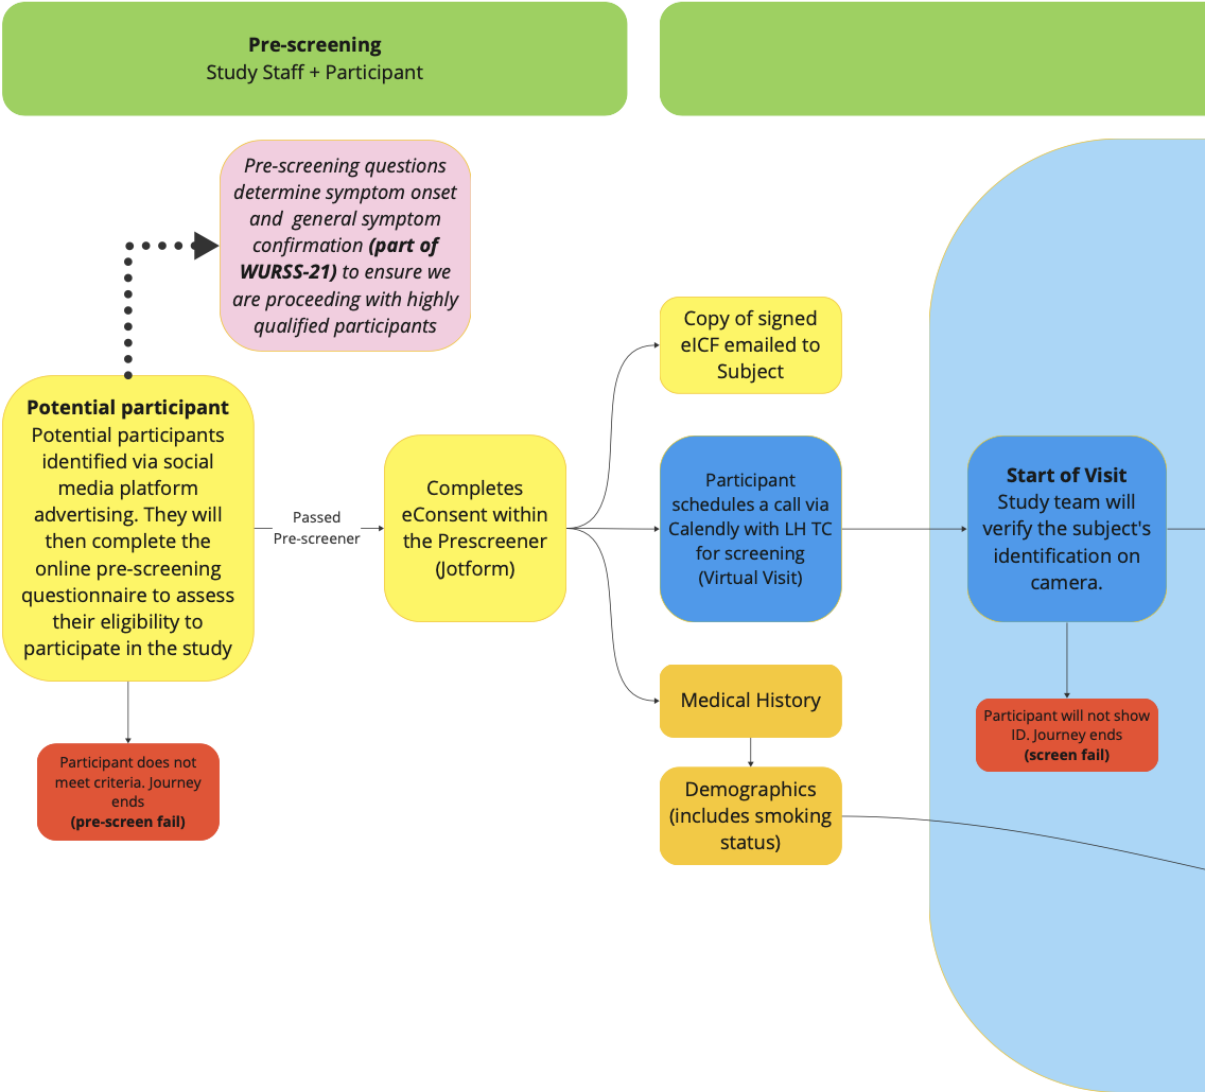 Pre-screening
Study Staff + Participant
Pre-screening questions
determine symptom onset
and general symptom
confirmation (part of
WURSS-21) to ensure we
are proceeding with highly
qualified participants
Potential participant
Potential participants
identified via social
media platform
advertising. They will
then complete the
online pre-screening
questionnaire to assess
their eligibility to
participate in the study
Passed
Pre-screener
Participant does not
meet criteria. Journey
ends
(pre-screen fail)
Completes
eConsent within
the Prescreener
(Jotform)
Copy of signed
eICF emailed to
Subject
Participant
schedules a call via
Calendly with LH TC
for screening
(Virtual Visit)
Medical History
Demographics
(includes smoking
status)
Start of Visit
Study team will
verify the subject's
identification on
camera.
Participant will not show
ID. Journey ends
(screen fail)